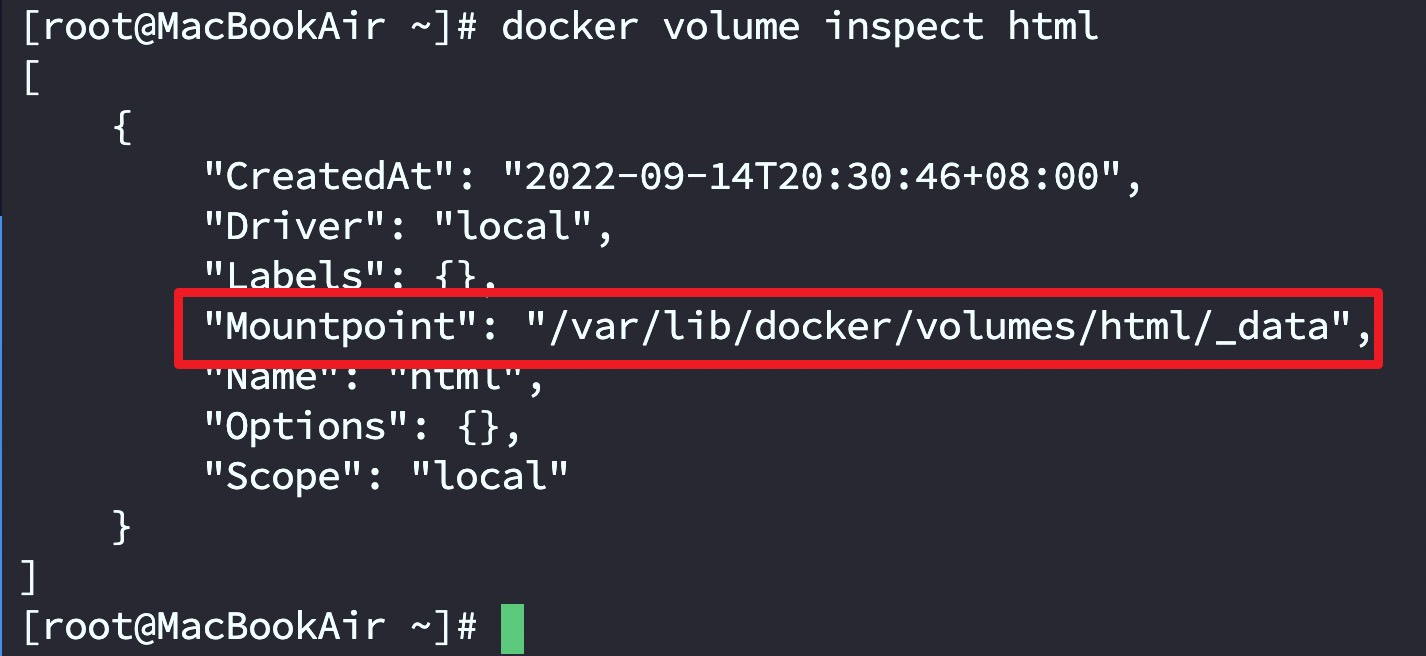 [root@MacBookAir ~]# docker volume inspect html
[
    {
        "CreatedAt": "2022-09-14T20:30:46+08:00",
        "Driver": "local",
        "Labels": {},
        "Mountpoint": "/var/lib/docker/volumes/html/_data",
        "Name": "html",
        "Options": {},
        "Scope": "local"
    }
]
[root@MacBookAir ~]#